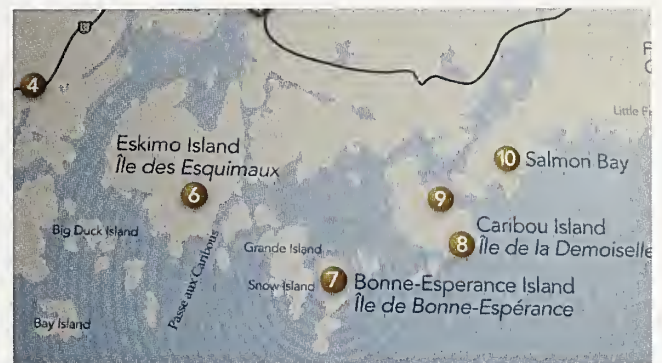 4
Eskimo Island
Île des Esquimaux
6
Big Duck Island
Bay Island
Passe aux Caribous
Grande Island
Snow Island
7
Bonne-Esperance Island
Île de Bonne-Espérance
9
10 Salmon Bay
Caribou Island
8 Île de la Demoiselle
Little